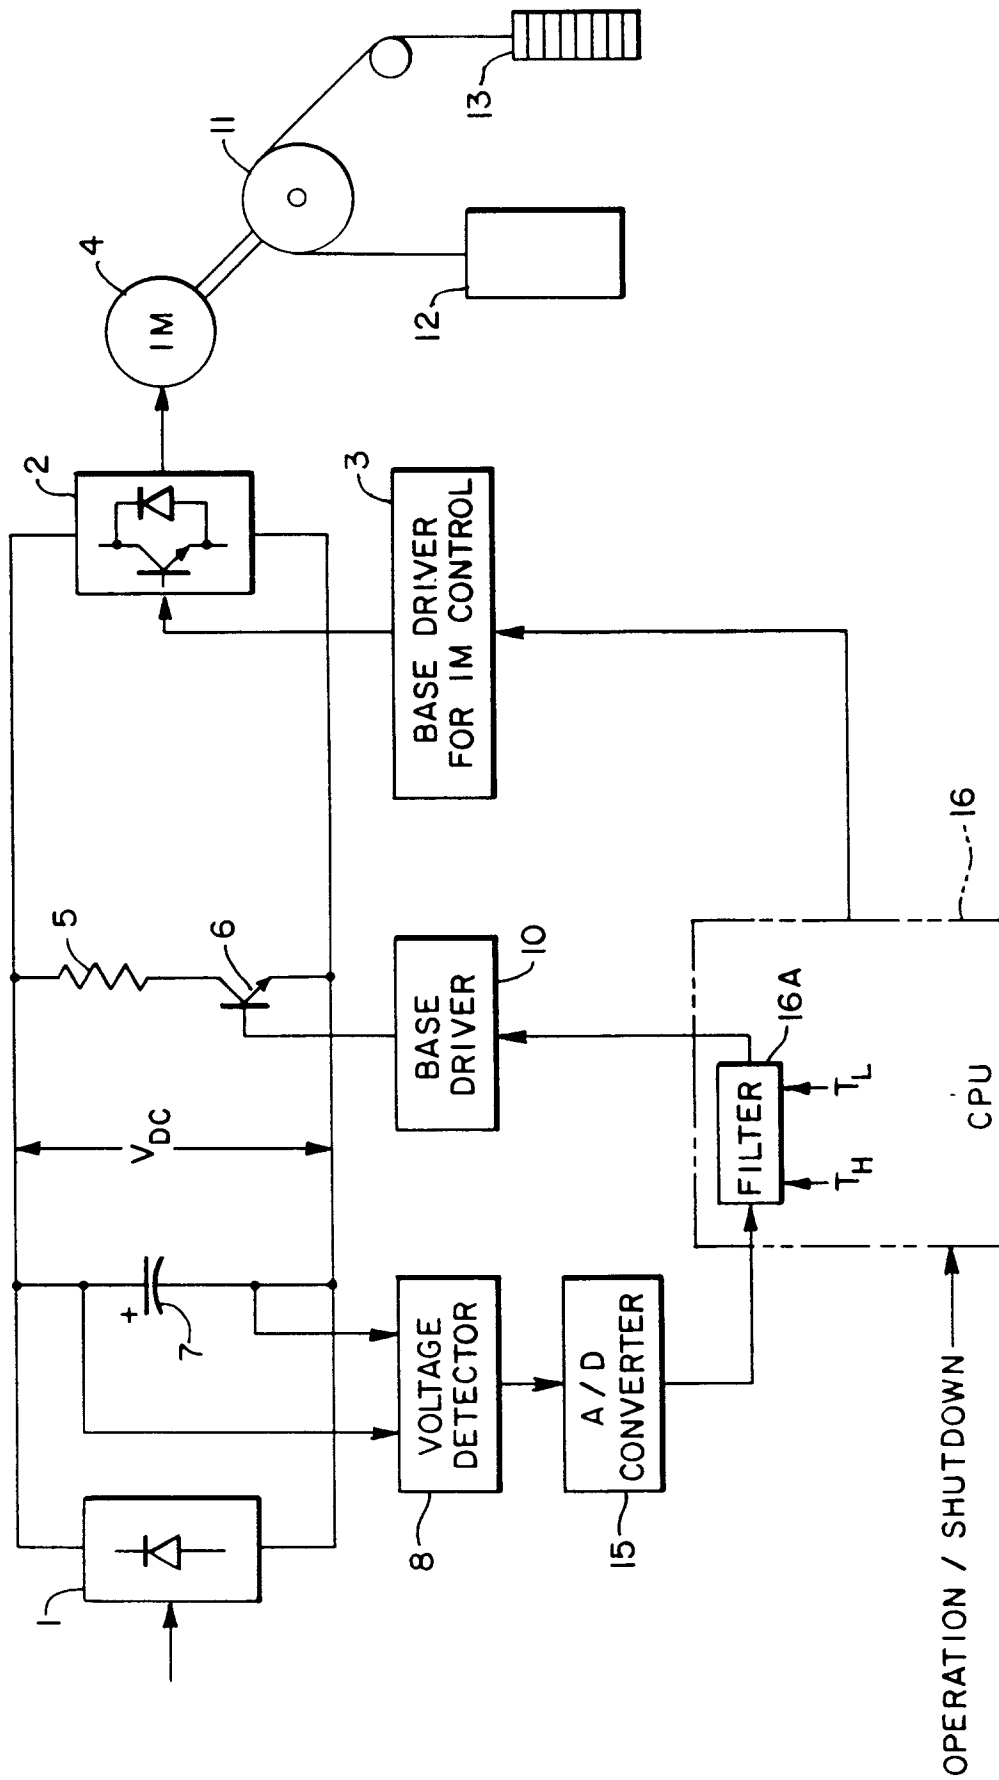 1
2
4
11
13
12
IM
5
6
VDC
+
7
3
BASE DRIVER
FOR IM CONTROL
10
BASE
DRIVER
8
VOLTAGE
DETECTOR
15
A/D
CONVERTER
16
16A
FILTER
TH
TL
CPU
OPERATION / SHUTDOWN